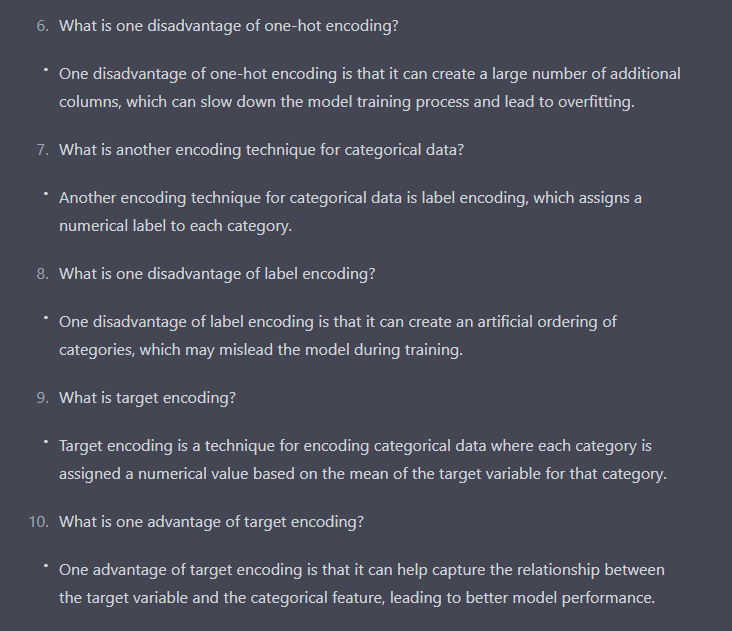 6. What is one disadvantage of one-hot encoding?
• One disadvantage of one-hot encoding is that it can create a large number of additional
columns, which can slow down the model training process and lead to overfitting.
7. What is another encoding technique for categorical data?
• Another encoding technique for categorical data is label encoding, which assigns a
numerical label to each category.
8. What is one disadvantage of label encoding?
• One disadvantage of label encoding is that it can create an artificial ordering of
categories, which may mislead the model during training.
9. What is target encoding?
• Target encoding is a technique for encoding categorical data where each category is
assigned a numerical value based on the mean of the target variable for that category.
10. What is one advantage of target encoding?
• One advantage of target encoding is that it can help capture the relationship between
the target variable and the categorical feature, leading to better model performance.